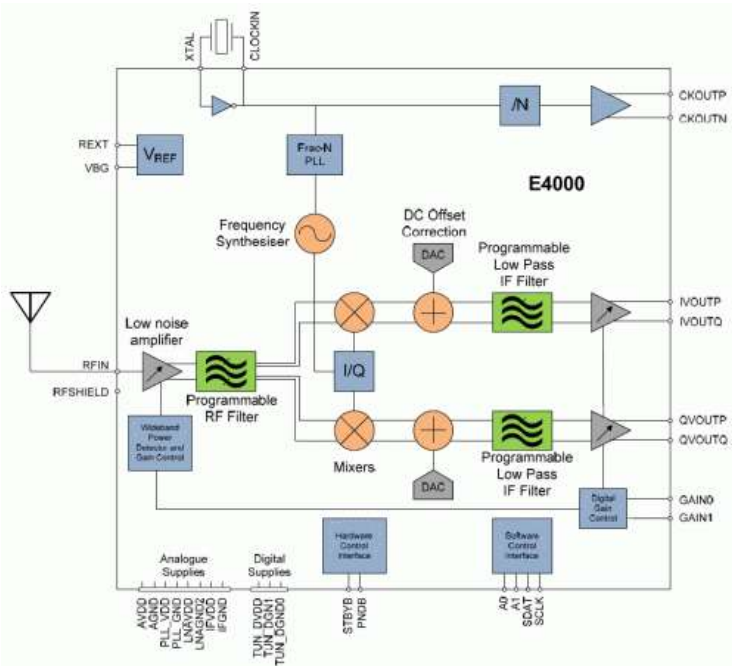 XTAL
CLOCKIN
/N
CKOUTP
CKOUTN
REXT
VBG
VREF
Frac-N
PLL
E4000
Frequency
Synthesiser
DC Offset
Correction
DAC
Programmable
Low Pass
IF Filter
IVOUTP
IVOUTQ
Low noise
amplifier
RFIN
RFSHIELD
Programmable
RF Filter
I/Q
Wideband
Power
Detector and
Gain Control
Mixers
DAC
Programmable
Low Pass
IF Filter
QVOUTP
QVOUTQ
Digital
Gain
Control
GAIN0
GAIN1
Hardware
Control
Interface
Software
Control
Interface
Analogue
Supplies
Digital
Supplies
AVDD
AGND
PLL_VDD
PLL_GND
LNAVDD
LNAGND2
IFVDD
IFGND
TUN_DVDD
TUN_DGN1
TUN_DGND0
STBYB
PNDB
A0
A1
SDAT
SCLK